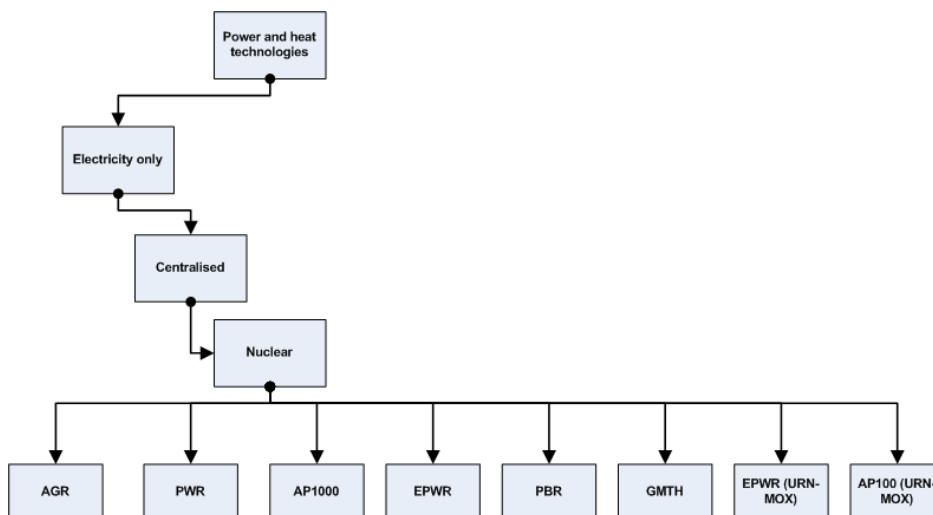 Power and heat
technologies
Electricity only
Centralised
Nuclear
AGR
PWR
AP1000
EPWR
PBR
GMTH
EPWR (URN-
MOX)
AP100 (URN-
MOX)